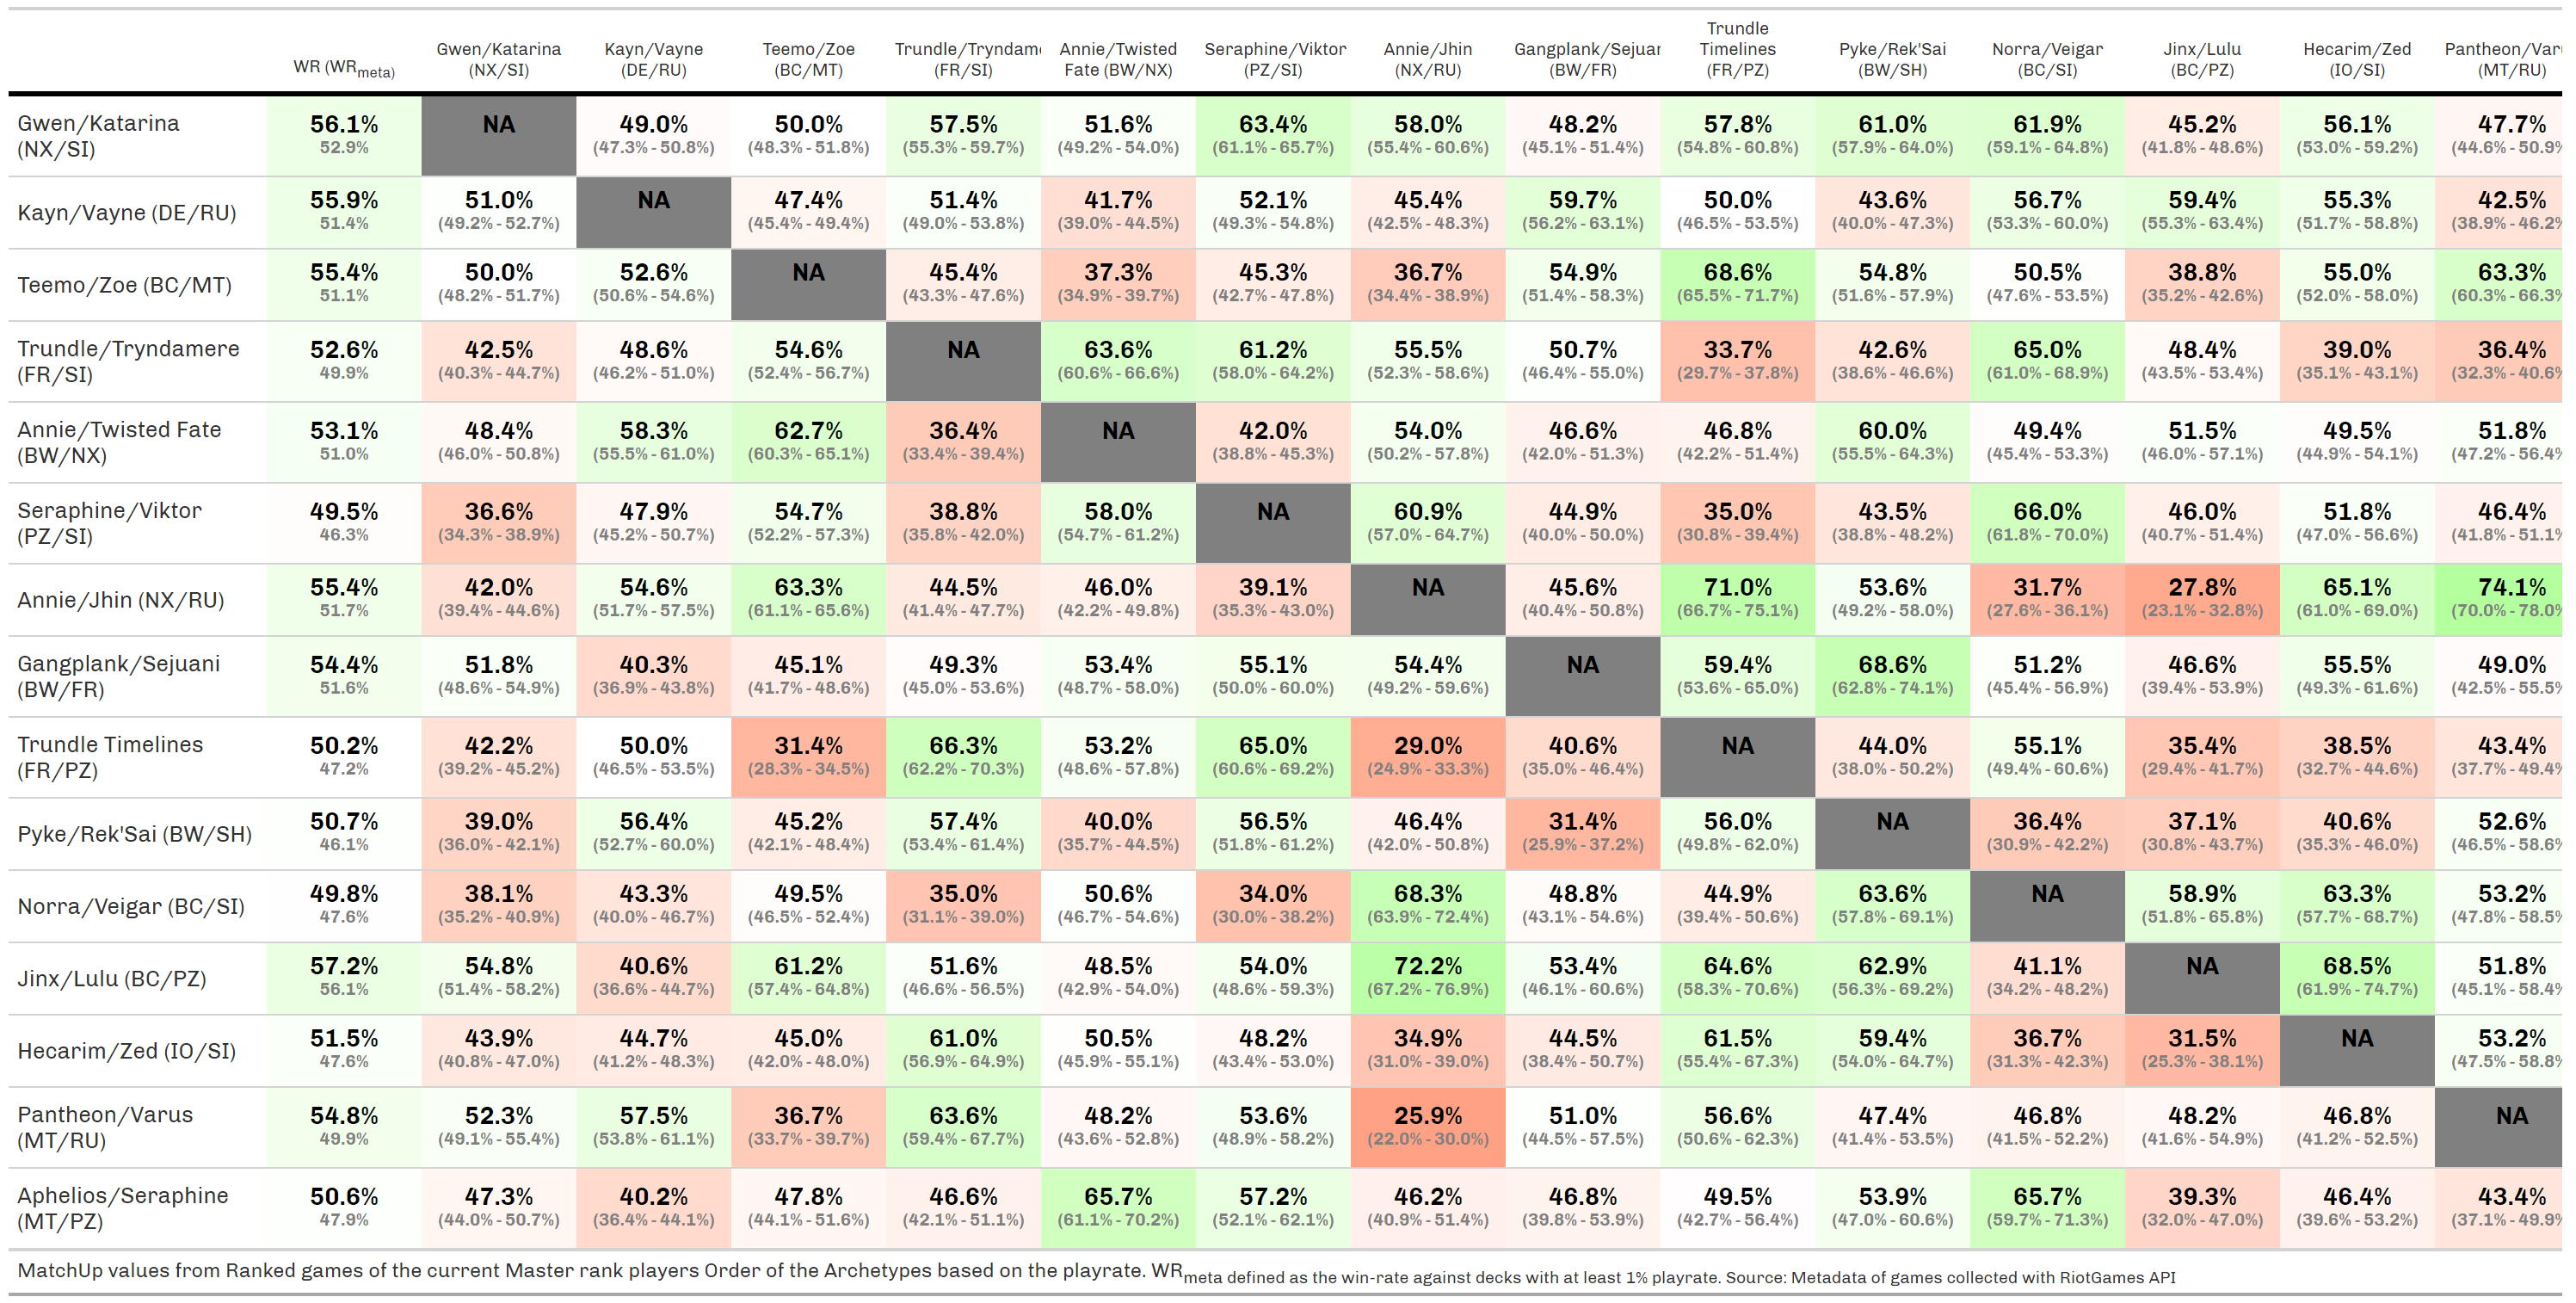 WR (WRmeta) Gwen/Katarina (NX/SI) Kayn/Vayne (DE/RU) Teemo/Zoe (BC/MT) Trundle/Tryndam (FR/SI) Annie/Twisted Fate (BW/NX) Seraphine/Viktor (PZ/SI) Annie/Jhin (NX/RU) Gangplank/Sejuar (BW/FR) Trundle Timelines (FR/PZ) Pyke/Rek'Sai (BW/SH) Norra/Veigar (BC/SI) Jinx/Lulu (BC/PZ) Hecarim/Zed (IO/SI) Pantheon/Var (MT/RU)
Gwen/Katarina 56.1% NA 49.0% 50.0% 57.5% 51.6% 63.4% 58.0% 48.2% 57.8% 61.0% 61.9% 45.2% 56.1% 47.7%
(NX/SI) 52.9% (47.3% - 50.8%) (48.3% - 51.8%) (55.3% - 59.7%) (49.2% - 54.0%) (61.1% - 65.7%) (55.4% - 60.6%) (45.1% - 51.4%) (54.8% - 60.8%) (57.9% - 64.0%) (59.1% - 64.8%) (41.8% - 48.6%) (53.0% - 59.2%) (44.6% - 50.9%
Kayn/Vayne (DE/RU) 55.9% 51.0% NA 47.4% 51.4% 41.7% 52.1% 45.4% 59.7% 50.0% 43.6% 56.7% 59.4% 55.3% 42.5%
51.4% (49.2% - 52.7%) (45.4% - 49.4%) (49.0% - 53.8%) (39.0% - 44.5%) (49.3% - 54.8%) (42.5% - 48.3%) (56.2% - 63.1%) (46.5% - 53.5%) (40.0% - 47.3%) (53.3% - 60.0%) (55.3% - 63.4%) (51.7% - 58.8%) (38.9% - 46.2%
Teemo/Zoe (BC/MT) 55.4% 50.0% 52.6% NA 45.4% 37.3% 45.3% 36.7% 54.9% 68.6% 54.8% 50.5% 38.8% 55.0% 63.3%
51.1% (48.2% - 51.7%) (50.6% - 54.6%) (43.3% - 47.6%) (34.9% - 39.7%) (42.7% - 47.8%) (34.4% - 38.9%) (51.4% - 58.3%) (65.5% - 71.7%) (51.6% - 57.9%) (47.6% - 53.5%) (35.2% - 42.6%) (52.0% - 58.0%) (60.3% - 66.3%
Trundle/Tryndamere 52.6% 42.5% 48.6% 54.6% NA 63.6% 61.2% 55.5% 50.7% 33.7% 42.6% 65.0% 48.4% 39.0% 36.4%
(FR/SI) 49.9% (40.3% - 44.7%) (46.2% - 51.0%) (52.4% - 56.7%) (60.6% - 66.6%) (58.0% - 64.2%) (52.3% - 58.6%) (46.4% - 55.0%) (29.7% - 37.8%) (38.6% - 46.6%) (61.0% - 68.9%) (43.5% - 53.4%) (35.1% - 43.1%) (32.3% - 40.6%
Annie/Twisted Fate 53.1% 48.4% 58.3% 62.7% 36.4% NA 42.0% 54.0% 46.6% 46.8% 60.0% 49.4% 51.5% 49.5% 51.8%
(BW/NX) 51.0% (46.0% - 50.8%) (55.5% - 61.0%) (60.3% - 65.1%) (33.4% - 39.4%) (38.8% - 45.3%) (50.2% - 57.8%) (42.0% - 51.3%) (42.2% - 51.4%) (55.5% - 64.3%) (45.4% - 53.3%) (46.0% - 57.1%) (44.9% - 54.1%) (47.2% - 56.4%
Seraphine/Viktor 49.5% 36.6% 47.9% 54.7% 38.8% 58.0% NA 60.9% 44.9% 35.0% 43.5% 66.0% 46.0% 51.8% 46.4%
(PZ/SI) 46.3% (34.3% - 38.9%) (45.2% - 50.7%) (52.2% - 57.3%) (35.8% - 42.0%) (54.7% - 61.2%) (57.0% - 64.7%) (40.0% - 50.0%) (30.8% - 39.4%) (38.8% - 48.2%) (61.8% - 70.0%) (40.7% - 51.4%) (47.0% - 56.6%) (41.8% - 51.1%
Annie/Jhin (NX/RU) 55.4% 42.0% 54.6% 63.3% 44.5% 46.0% 39.1% NA 45.6% 71.0% 53.6% 31.7% 27.8% 65.1% 74.1%
51.7% (39.4% - 44.6%) (51.7% - 57.5%) (61.1% - 65.6%) (41.4% - 47.7%) (42.2% - 49.8%) (35.3% - 43.0%) (40.4% - 50.8%) (66.7% - 75.1%) (49.2% - 58.0%) (27.6% - 36.1%) (23.1% - 32.8%) (61.0% - 69.0%) (70.0% - 78.0%
Gangplank/Sejuani 54.4% 51.8% 40.3% 45.1% 49.3% 53.4% 55.1% 54.4% NA 59.4% 68.6% 51.2% 46.6% 55.5% 49.0%
(BW/FR) 51.6% (48.6% - 54.9%) (36.9% - 43.8%) (41.7% - 48.6%) (45.0% - 53.6%) (48.7% - 58.0%) (50.0% - 60.0%) (49.2% - 59.6%) (53.6% - 65.0%) (62.8% - 74.1%) (45.4% - 56.9%) (39.4% - 53.9%) (49.3% - 61.6%) (42.5% - 55.5%
Trundle Timelines 50.2% 42.2% 50.0% 31.4% 66.3% 53.2% 65.0% 29.0% 40.6% NA 44.0% 55.1% 35.4% 38.5% 43.4%
(FR/PZ) 47.2% (39.2% - 45.2%) (46.5% - 53.5%) (28.3% - 34.5%) (62.2% - 70.3%) (48.6% - 57.8%) (60.6% - 69.2%) (24.9% - 33.3%) (35.0% - 46.4%) (38.0% - 50.2%) (49.4% - 60.6%) (29.4% - 41.7%) (32.7% - 44.6%) (37.7% - 49.4%
Pyke/Rek'Sai (BW/SH) 50.7% 39.0% 56.4% 45.2% 57.4% 40.0% 56.5% 46.4% 31.4% 56.0% NA 36.4% 37.1% 40.6% 52.6%
46.1% (36.0% - 42.1%) (52.7% - 60.0%) (42.1% - 48.4%) (53.4% - 61.4%) (35.7% - 44.5%) (51.8% - 61.2%) (42.0% - 50.8%) (25.9% - 37.2%) (49.8% - 62.0%) (30.9% - 42.2%) (30.8% - 43.7%) (35.3% - 46.0%) (46.5% - 58.6%
Norra/Veigar (BC/SI) 49.8% 38.1% 43.3% 49.5% 35.0% 50.6% 34.0% 68.3% 48.8% 44.9% 63.6% NA 58.9% 63.3% 53.2%
47.6% (35.2% - 40.9%) (40.0% - 46.7%) (46.5% - 52.4%) (31.1% - 39.0%) (46.7% - 54.6%) (30.0% - 38.2%) (63.9% - 72.4%) (43.1% - 54.6%) (39.4% - 50.6%) (57.8% - 69.1%) (51.8% - 65.8%) (57.7% - 68.7%) (47.8% - 58.5%
Jinx/Lulu (BC/PZ) 57.2% 54.8% 40.6% 61.2% 51.6% 48.5% 54.0% 72.2% 53.4% 64.6% 62.9% 41.1% NA 68.5% 51.8%
56.1% (51.4% - 58.2%) (36.6% - 44.7%) (57.4% - 64.8%) (46.6% - 56.5%) (42.9% - 54.0%) (48.6% - 59.3%) (67.2% - 76.9%) (46.1% - 60.6%) (58.3% - 70.6%) (56.3% - 69.2%) (34.2% - 48.2%) (61.9% - 74.7%) (45.1% - 58.4%
Hecarim/Zed (IO/SI) 51.5% 43.9% 44.7% 45.0% 61.0% 50.5% 48.2% 34.9% 44.5% 61.5% 59.4% 36.7% 31.5% NA 53.2%
47.6% (40.8% - 47.0%) (41.2% - 48.3%) (42.0% - 48.0%) (56.9% - 64.9%) (45.9% - 55.1%) (43.4% - 53.0%) (31.0% - 39.0%) (38.4% - 50.7%) (55.4% - 67.3%) (54.0% - 64.7%) (31.3% - 42.3%) (25.3% - 38.1%) (47.5% - 58.8%
Pantheon/Varus 54.8% 52.3% 57.5% 36.7% 63.6% 48.2% 53.6% 25.9% 51.0% 56.6% 47.4% 46.8% 48.2% 46.8% NA
(MT/RU) 49.9% (49.1% - 55.4%) (53.8% - 61.1%) (33.7% - 39.7%) (59.4% - 67.7%) (43.6% - 52.8%) (48.9% - 58.2%) (22.0% - 30.0%) (44.5% - 57.5%) (50.6% - 62.3%) (41.4% - 53.5%) (41.5% - 52.2%) (41.6% - 54.9%) (41.2% - 52.5%)
Aphelios/Seraphine 50.6% 47.3% 40.2% 47.8% 46.6% 65.7% 57.2% 46.2% 46.8% 49.5% 53.9% 65.7% 39.3% 46.4% 43.4%
(MT/PZ) 47.9% (44.0% - 50.7%) (36.4% - 44.1%) (44.1% - 51.6%) (42.1% - 51.1%) (61.1% - 70.2%) (52.1% - 62.1%) (40.9% - 51.4%) (39.8% - 53.9%) (42.7% - 56.4%) (47.0% - 60.6%) (59.7% - 71.3%) (32.0% - 47.0%) (39.6% - 53.2%) (37.1% - 49.9%
MatchUp values from Ranked games of the current Master rank players Order of the Archetypes based on the playrate. WRmeta defined as the win-rate against decks with at least 1% playrate. Source: Metadata of games collected with RiotGames API